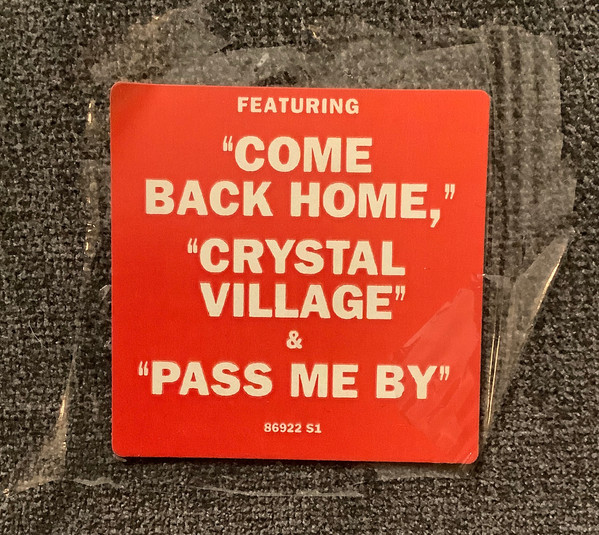 FEATURING
“COME
BACK HOME,”
“CRYSTAL
VILLAGE”
&
“PASS ME BY”
86922 S1